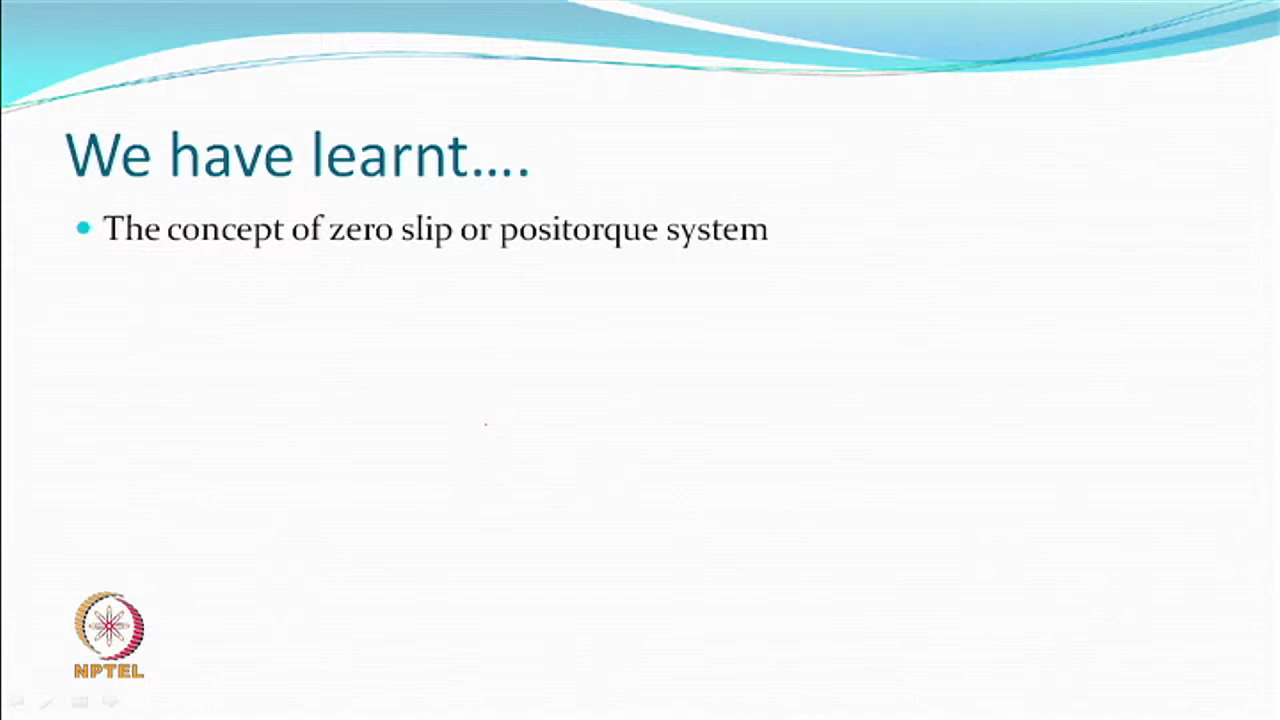 We have learnt....
The concept of zero slip or positorque system
NPTEL